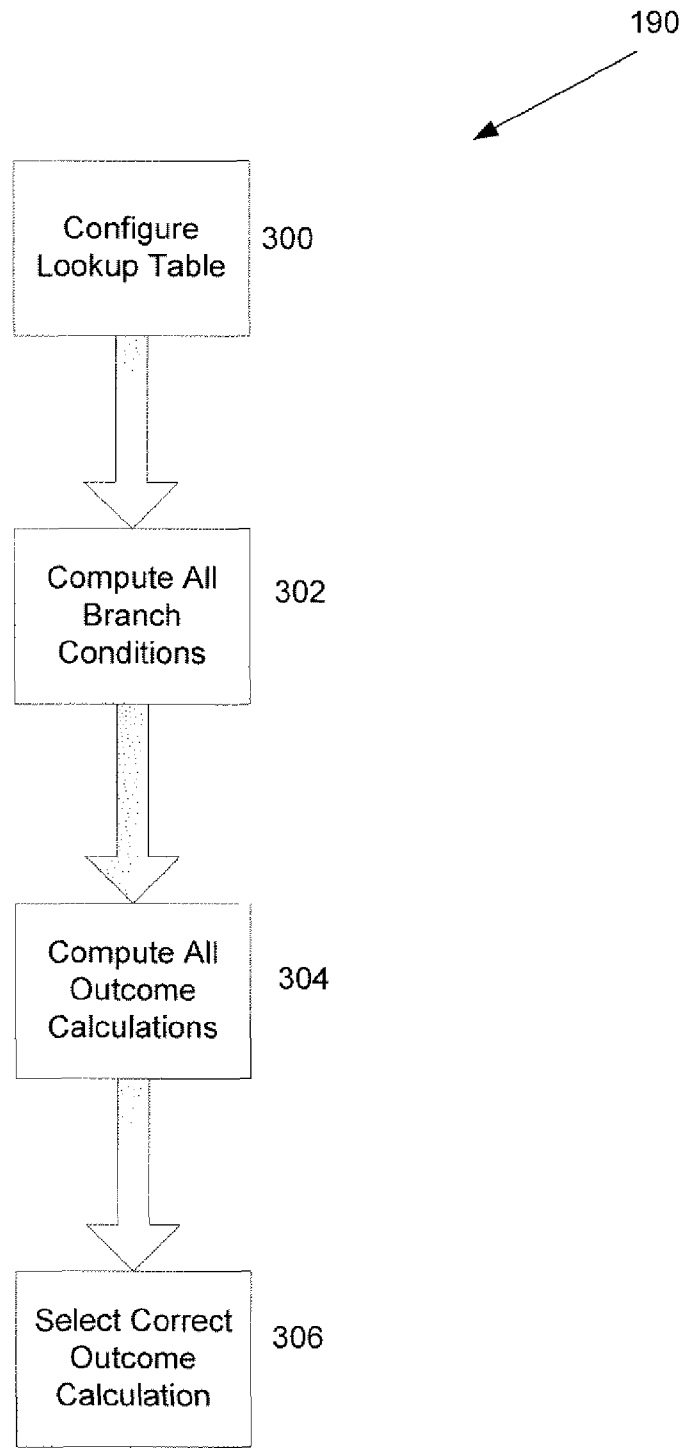 190
Configure
Lookup Table
300
Compute All
Branch
Conditions
302
Compute All
Outcome
Calculations
304
Select Correct
Outcome
Calculation
306